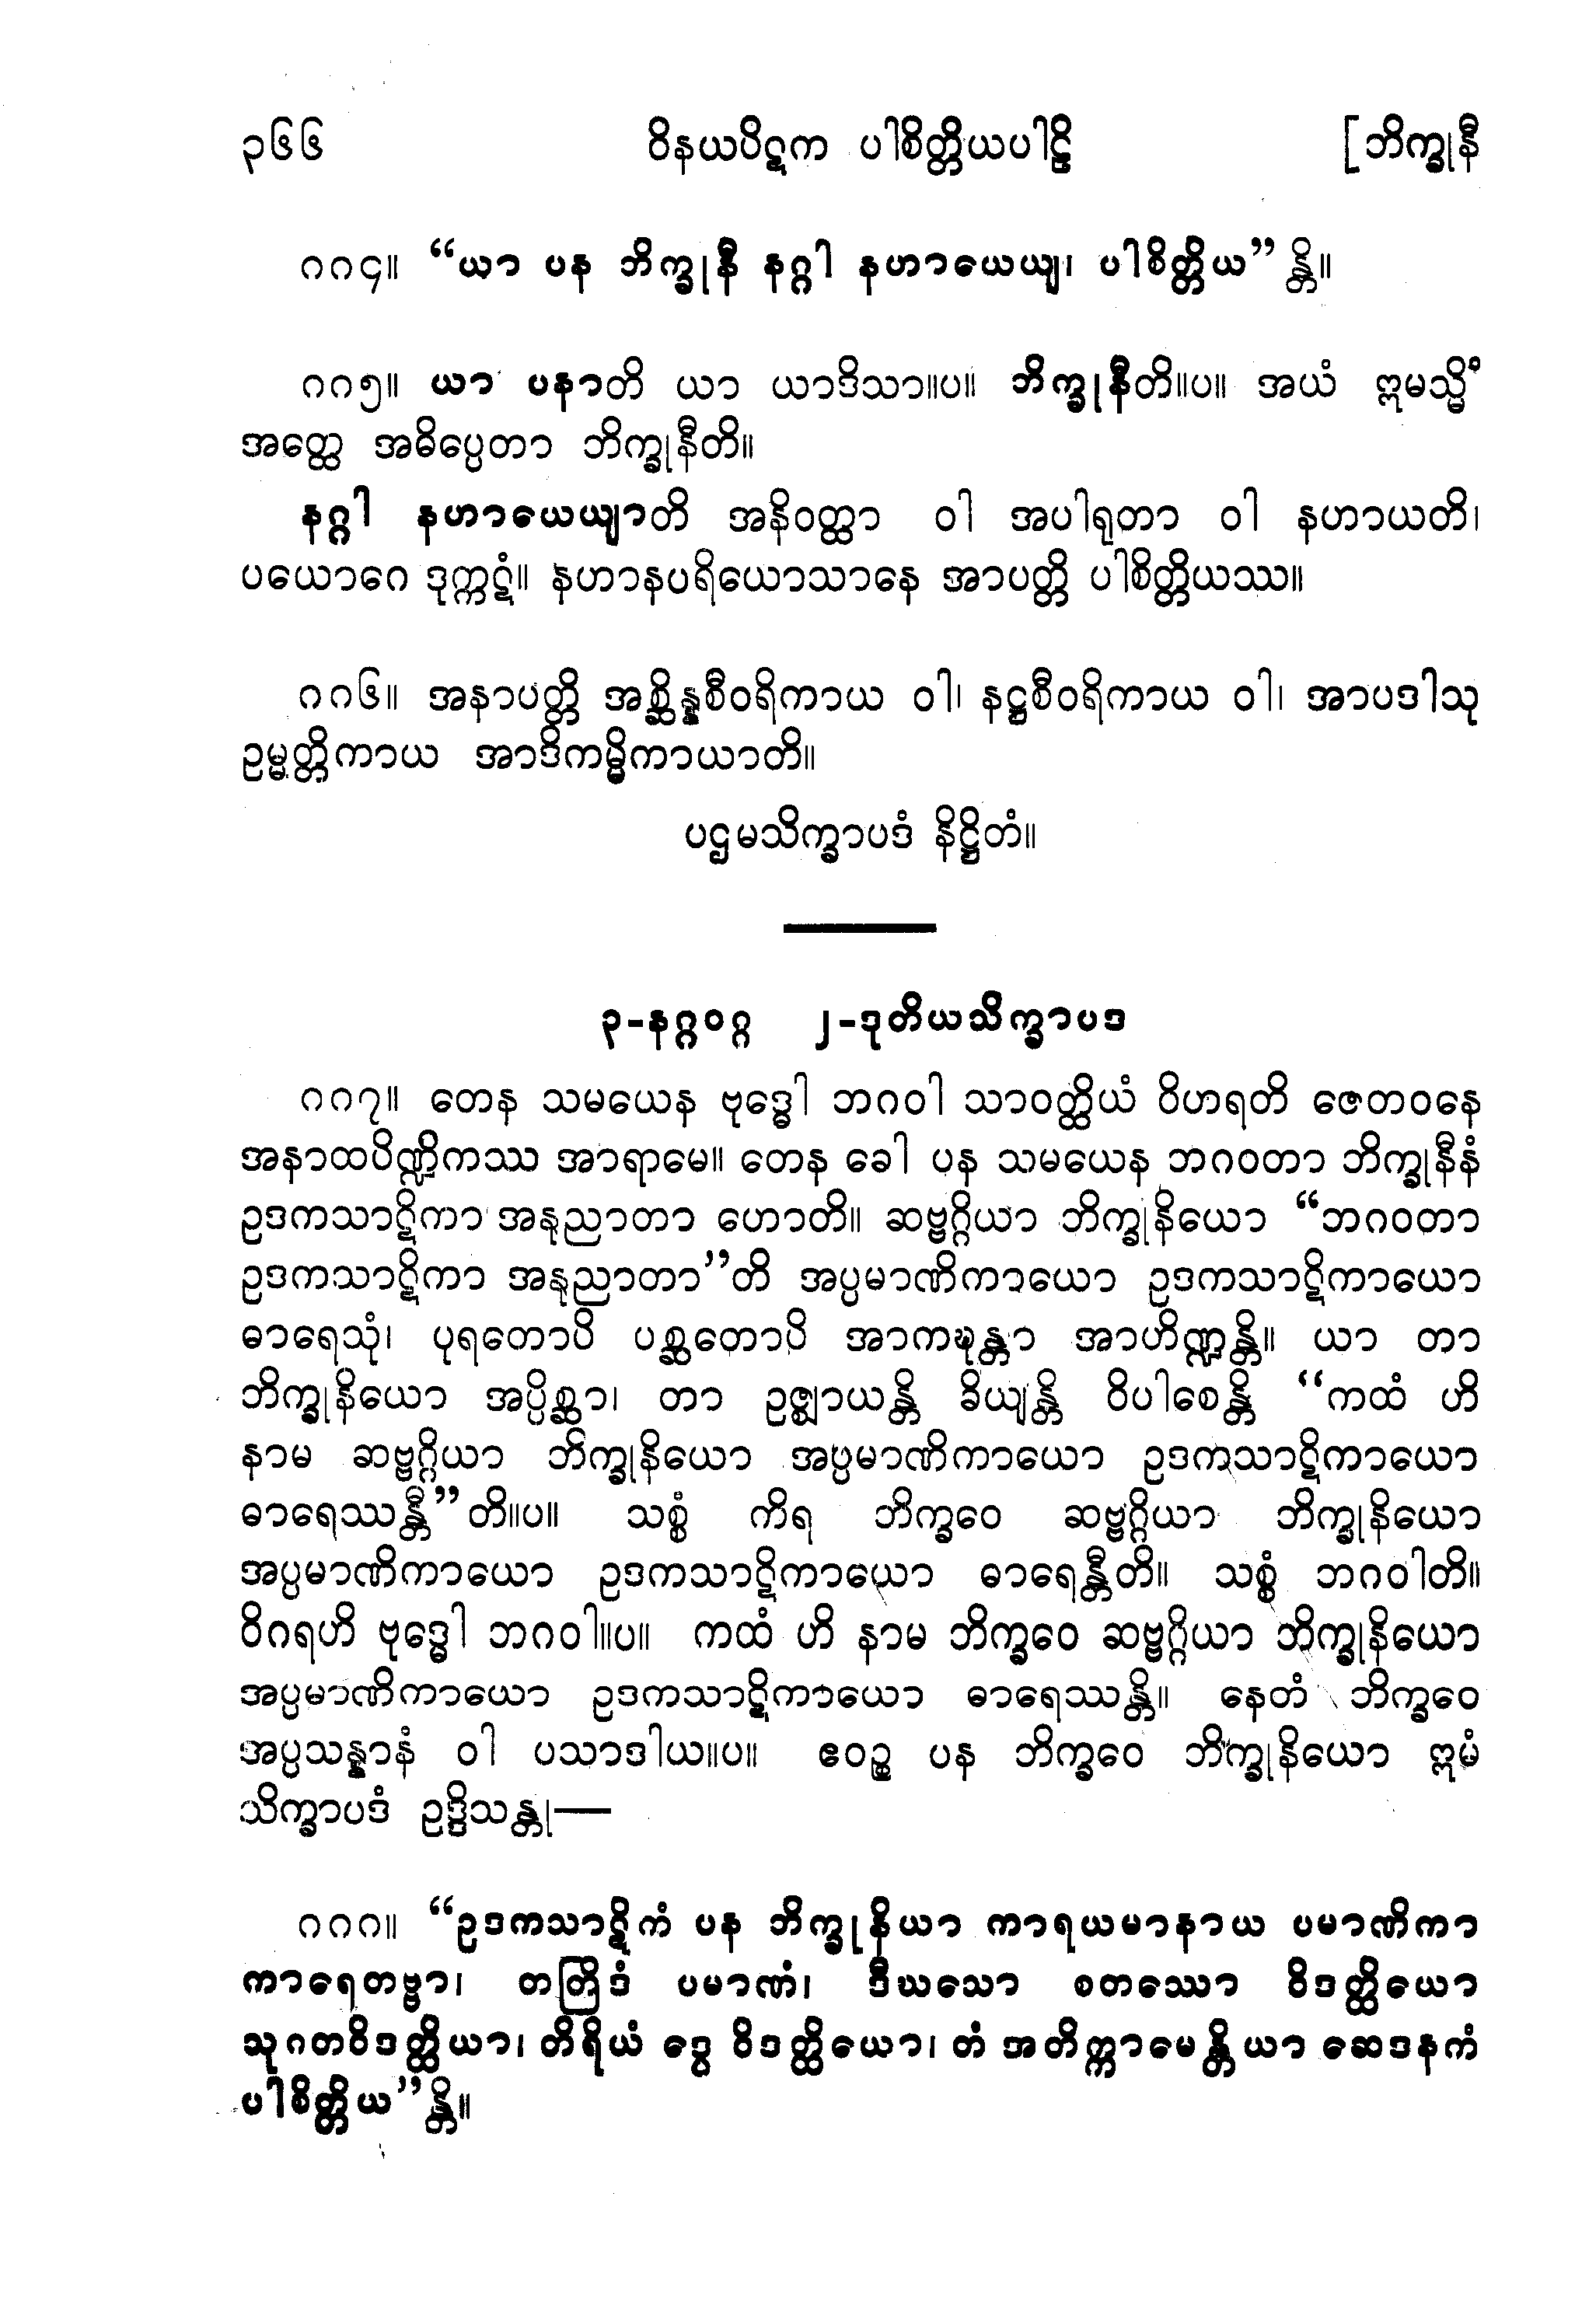 ၃၆၆ ဝိနယပိဋက ပါစိတ္တိယပါဠိ [ဘိက္ခုနီ
၈၈၄။ “ယာ ပန ဘိက္ခုနီ နဂ္ဂါ နဟာယေယျ၊ ပါစိတ္တိယ”န္တိ။
၈၈၅။ ယာ ပနာတိ ယာ ယာဒိသာ။ပ။ ဘိက္ခုနီတိ။ပ။ အယံ ဣမသ္မိံ
အတ္ထေ အဓိပ္ပေတာ ဘိက္ခုနီတိ။
နဂ္ဂါ နဟာယေယျာတိ အနိဝတ္ထာ ဝါ အပါရုတာ ဝါ နဟာယတိ၊
ပယောဂေ ဒုက္ကဋံ။ နဟာနပရိယောသာနေ အာပတ္တိ ပါစိတ္တိယဿ။
၈၈၆။ အနာပတ္တိ အစ္ဆိန္နစီဝရိကာယ ဝါ၊ နဋ္ဌစီဝရိကာယ ဝါ၊ အာပဒါသု
ဥမ္မတ္တိကာယ အာဒိကမ္မိကာယာတိ။
ပဌမသိက္ခာပဒံ နိဋ္ဌိတံ။
၃-နဂ္ဂဝဂ္ဂ ၂-ဒုတိယသိက္ခာပဒ
၈၈၇။ တေန သမယေန ဗုဒ္ဓေါ ဘဂဝါ သာဝတ္ထိယံ ဝိဟရတိ ဇေတဝနေ
အနာထပိဏ္ဍိကဿ အာရာမေ။ တေန ခေါ ပန သမယေန ဘဂဝတာ ဘိက္ခုနီနံ
ဥဒကသာဋိကာ အနုညာတာ ဟောတိ။ ဆဗ္ဗဂ္ဂိယာ ဘိက္ခုနိယော “ဘဂဝတာ
ဥဒကသာဋိကာ အနုညာတာ”တိ အပ္ပမာဏိကာယော ဥဒကသာဋိကာယော
ဓာရေသုံ၊ ပုရတောပိ ပစ္ဆတောပိ အာကဍ္ဎန္တာ အာဟိဏ္ဍန္တိ။ ယာ တာ
ဘိက္ခုနိယော အပ္ပိစ္ဆာ၊ တာ ဥဇ္ဈာယန္တိ ခိယျန္တိ ဝိပါစေန္တိ “ကထံ ဟိ
နာမ ဆဗ္ဗဂ္ဂိယာ ဘိက္ခုနိယော အပ္ပမာဏိကာယော ဥဒကသာဋိကာယော
ဓာရေဿန္တီ”တိ။ပ။ သစ္စံ ကိရ ဘိက္ခဝေ ဆဗ္ဗဂ္ဂိယာ ဘိက္ခုနိယော
အပ္ပမာဏိကာယော ဥဒကသာဋိကာယော ဓာရေန္တီတိ။ သစ္စံ ဘဂဝါတိ။
ဝိဂရဟိ ဗုဒ္ဓေါ ဘဂဝါ။ပ။ ကထံ ဟိ နာမ ဘိက္ခဝေ ဆဗ္ဗဂ္ဂိယာ ဘိက္ခုနိယော
အပ္ပမာဏိကာယော ဥဒကသာဋိကာယော ဓာရေဿန္တိ။ နေတံ ဘိက္ခဝေ
အပ္ပသန္နာနံ ဝါ ပသာဒါယ။ပ။ ဧဝဉ္စ ပန ဘိက္ခဝေ ဘိက္ခုနိယော ဣမံ
သိက္ခာပဒံ ဥဒ္ဒိသန္တု—
၈၈၈။ “ဥဒကသာဋိကံ ပန ဘိက္ခုနိယာ ကာရယမာနာယ ပမာဏိကာ
ကာရေတဗ္ဗာ၊ တတြိဒံ ပမာဏံ၊ ဒီဃသော စတဿော ဝိဒတ္ထိယော
သုဂတဝိဒတ္ထိယာ၊ တိရိယံ ဒွေ ဝိဒတ္ထိယော၊ တံ အတိက္ကာမေန္တိယာ ဆေဒနကံ
ပါစိတ္တိယ”န္တိ။